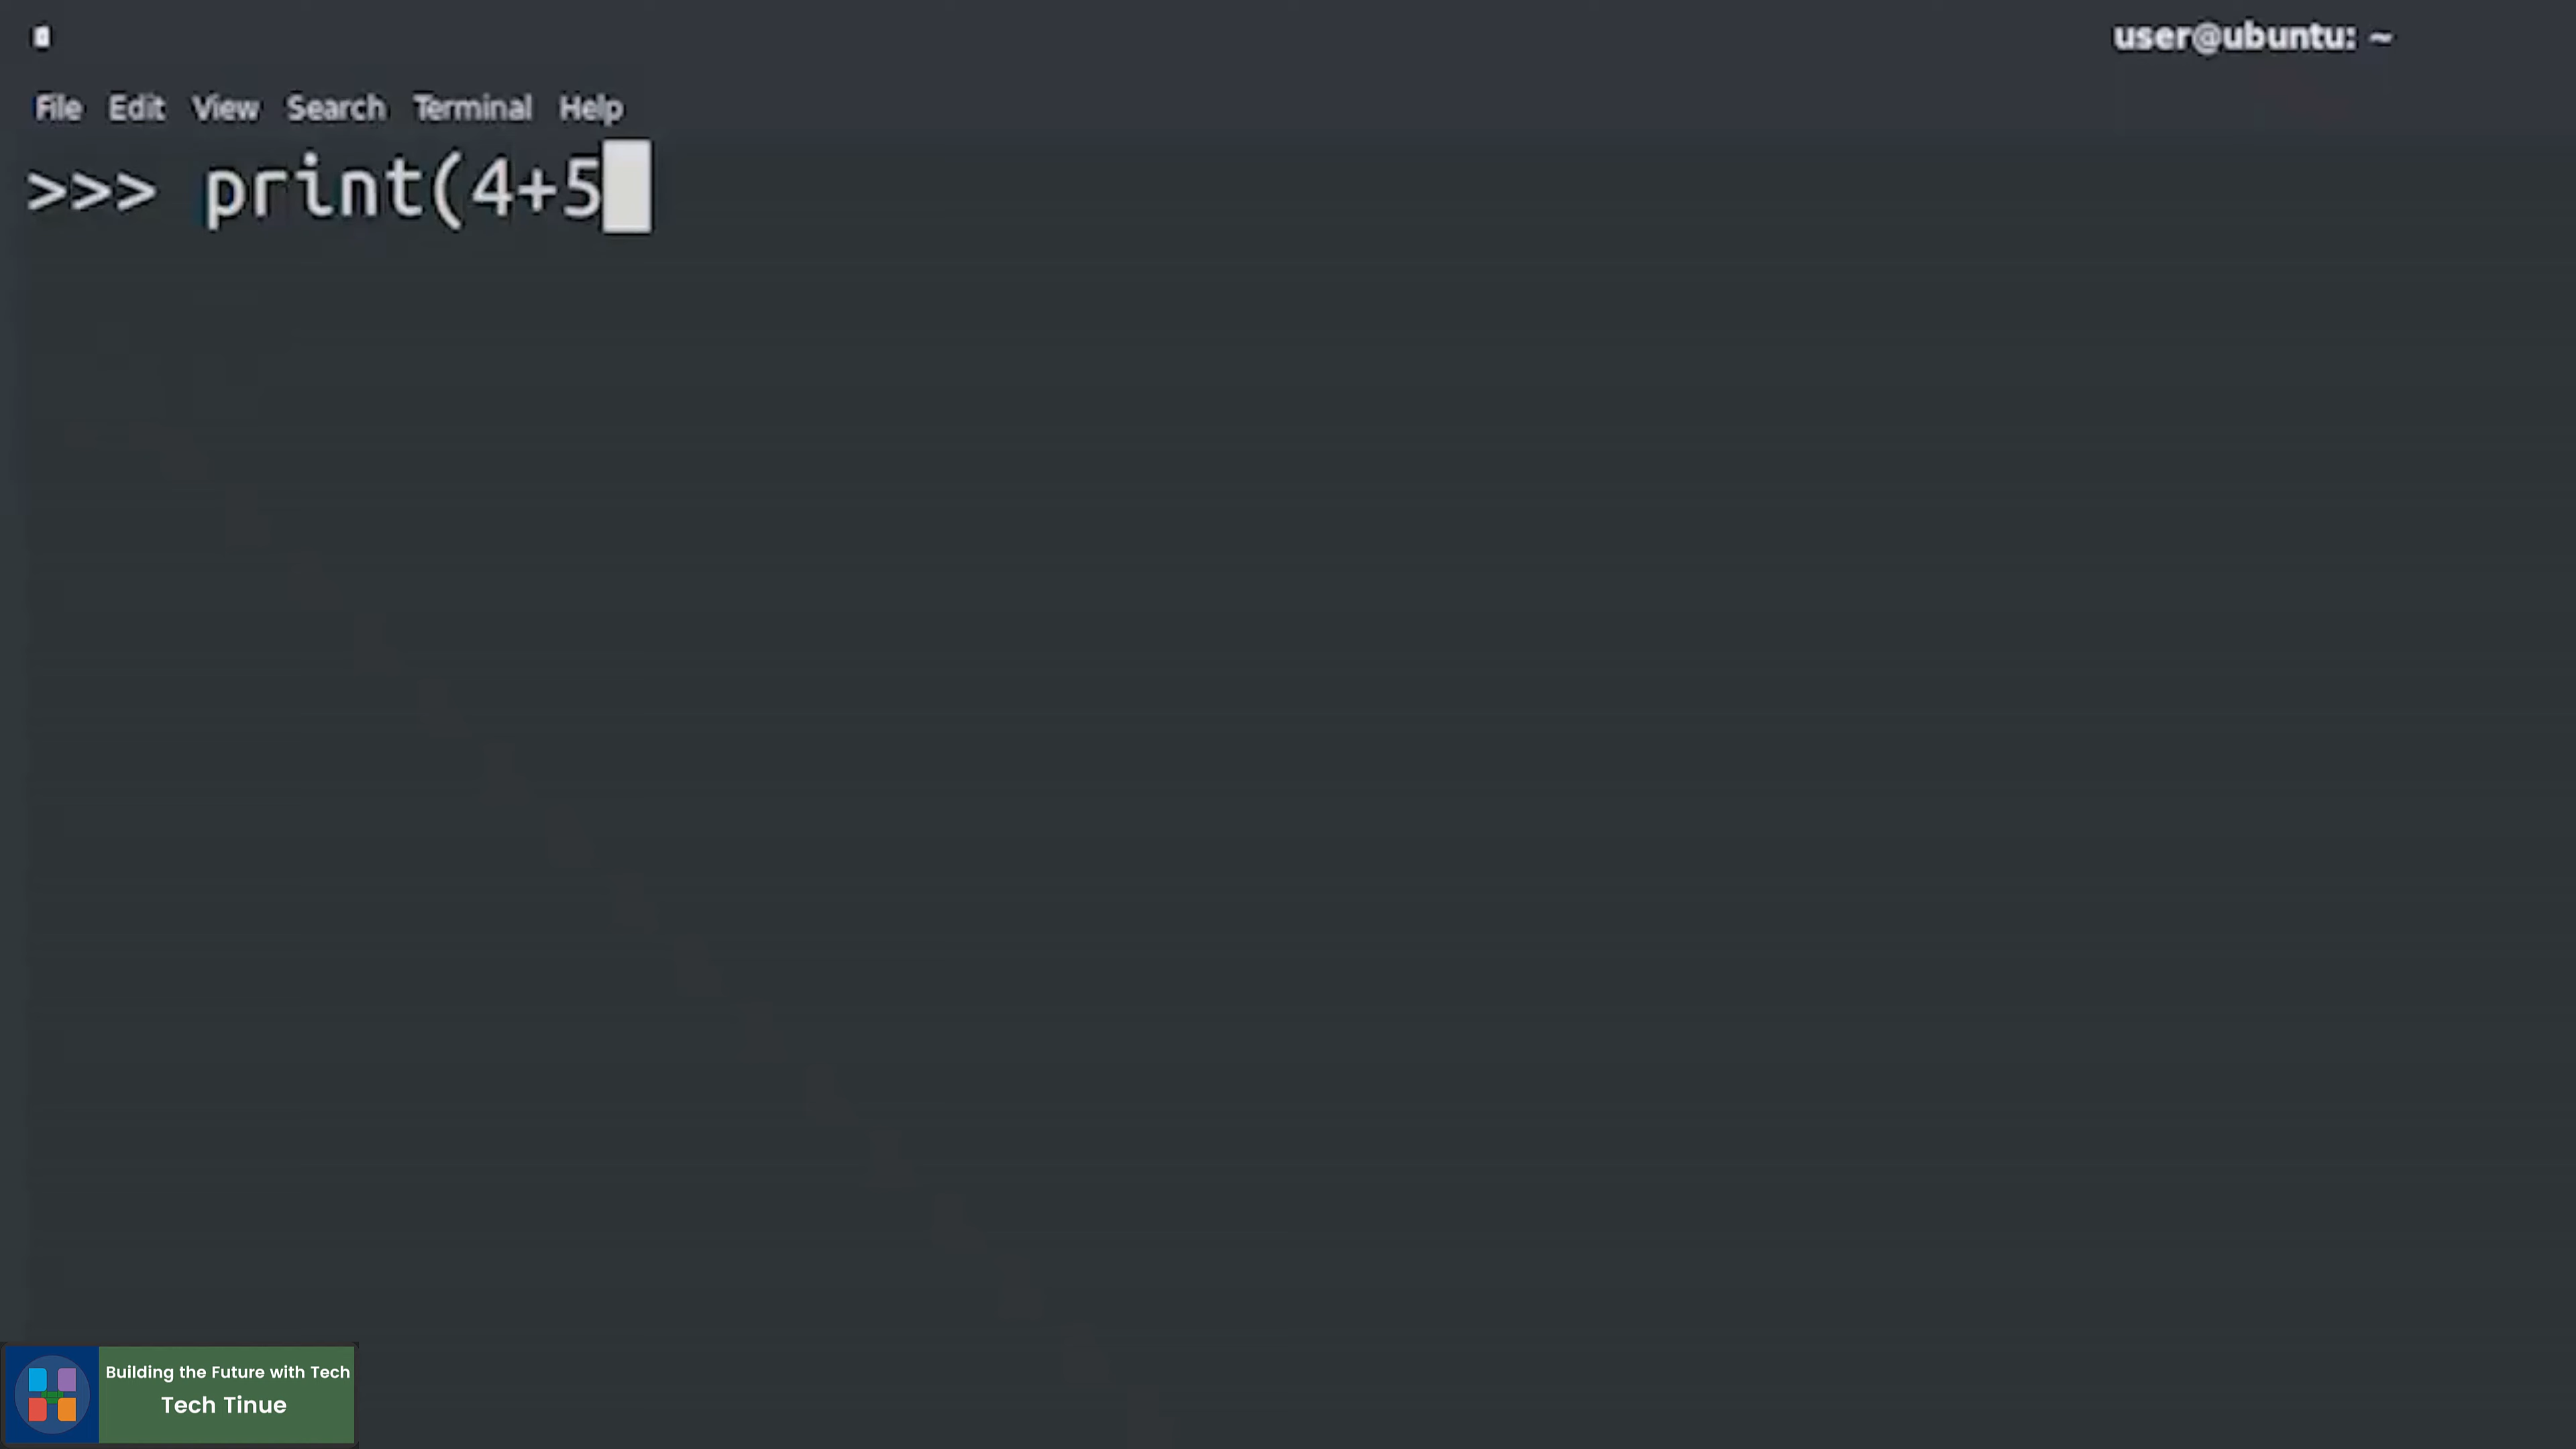 user@ubuntu: ~
File Edit View Search Terminal Help
>>> print(4+5
Building the Future with Tech
Tech Tinue